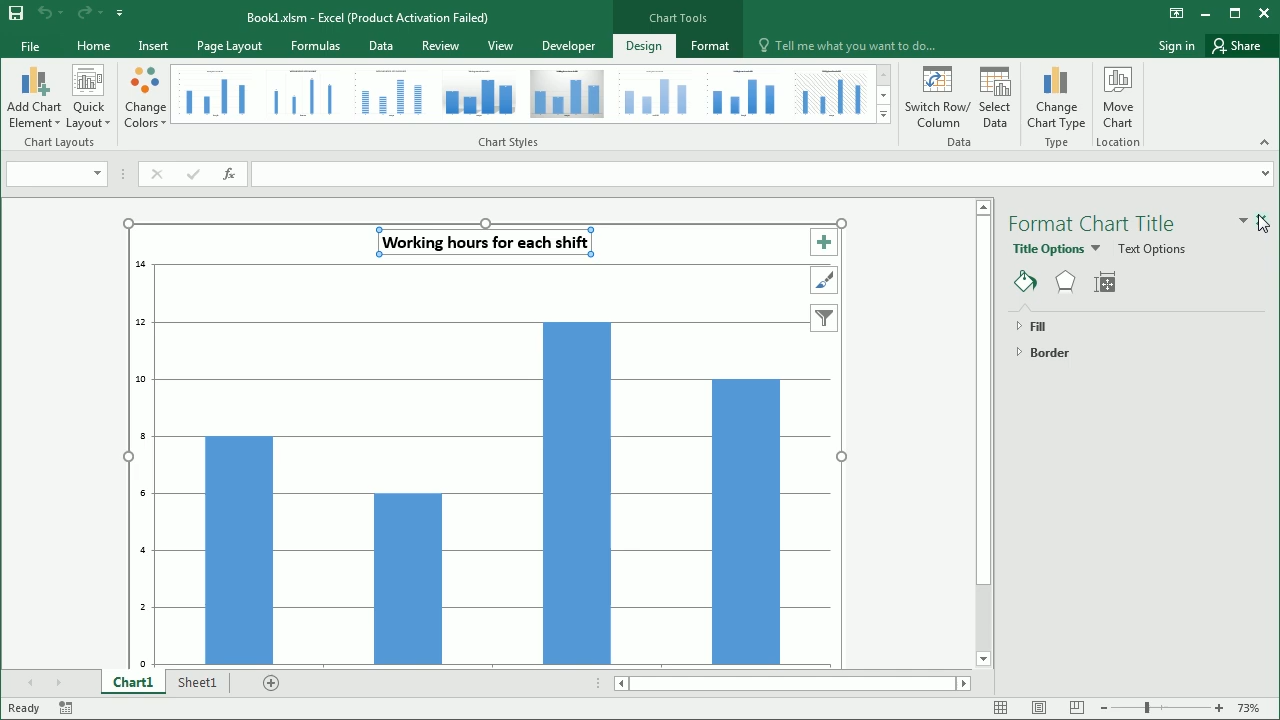 Book1.xlsm - Excel (Product Activation Failed)
Chart Tools
File Home Insert Page Layout Formulas Data Review View Developer Design Format Tell me what you want to do... Sign in Share
Add Chart Element
Quick Layout
Change Colors
Switch Row/ Column
Select Data
Change Chart Type
Move Chart
Chart Layouts
Chart Styles
Data
Type
Location
fx
Format Chart Title
Title Options Text Options
Fill
Border
Working hours for each shift
14
12
10
8
6
4
2
0
Chart1 Sheet1
Ready
73%